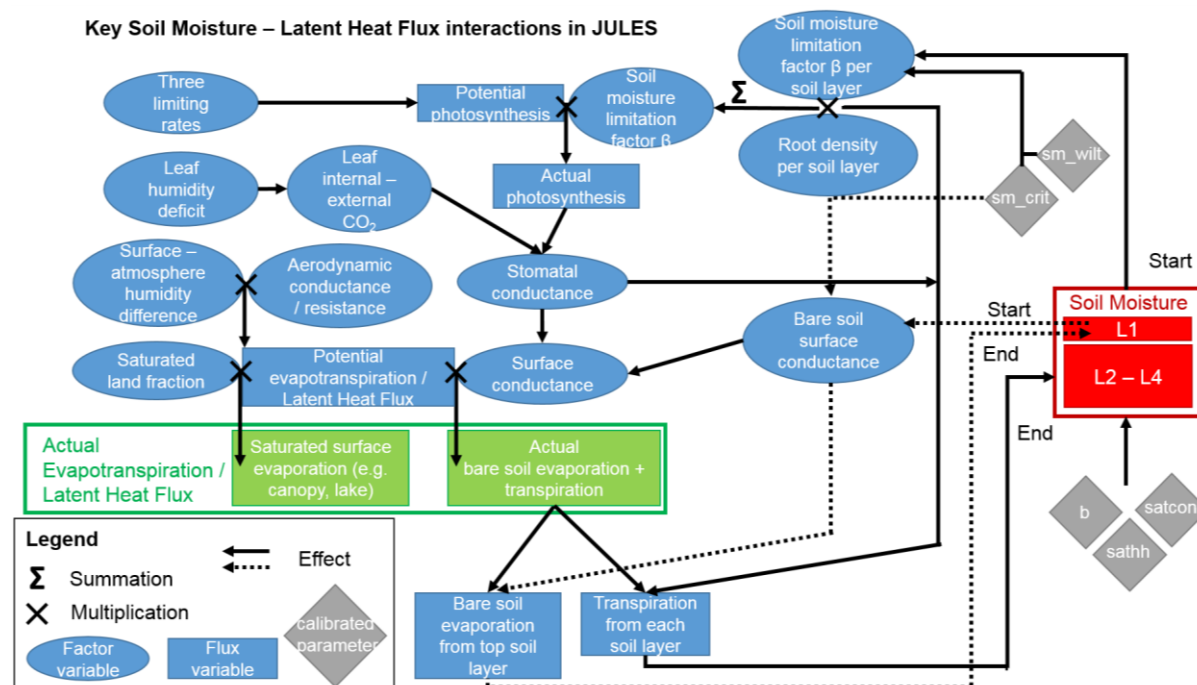 Key Soil Moisture – Latent Heat Flux interactions in JULES
Three
limiting
rates
Potential
photosynthesis
Soil
moisture
limitation
factor β
Σ
Soil moisture
limitation
factor β per
soil layer
Root density
per soil layer
sm_wilt
sm_crit
Leaf
humidity
deficit
Leaf
internal –
external
CO₂
Actual
photosynthesis
Surface –
atmosphere
humidity
difference
Aerodynamic
conductance
/ resistance
Stomatal
conductance
Start
Soil Moisture
L1
L2 – L4
Start
End
End
Bare soil
surface
conductance
Saturated
land fraction
Potential
evapotranspiration /
Latent Heat Flux
Surface
conductance
Actual
Evapotranspiration /
Latent Heat Flux
Saturated surface
evaporation (e.g.
canopy, lake)
Actual
bare soil evaporation +
transpiration
b
satcon
sathh
Legend
Effect
Σ Summation
Multiplication
calibrated
parameter
Factor
variable
Flux
variable
Bare soil
evaporation
from top soil
layer
Transpiration
from each
soil layer